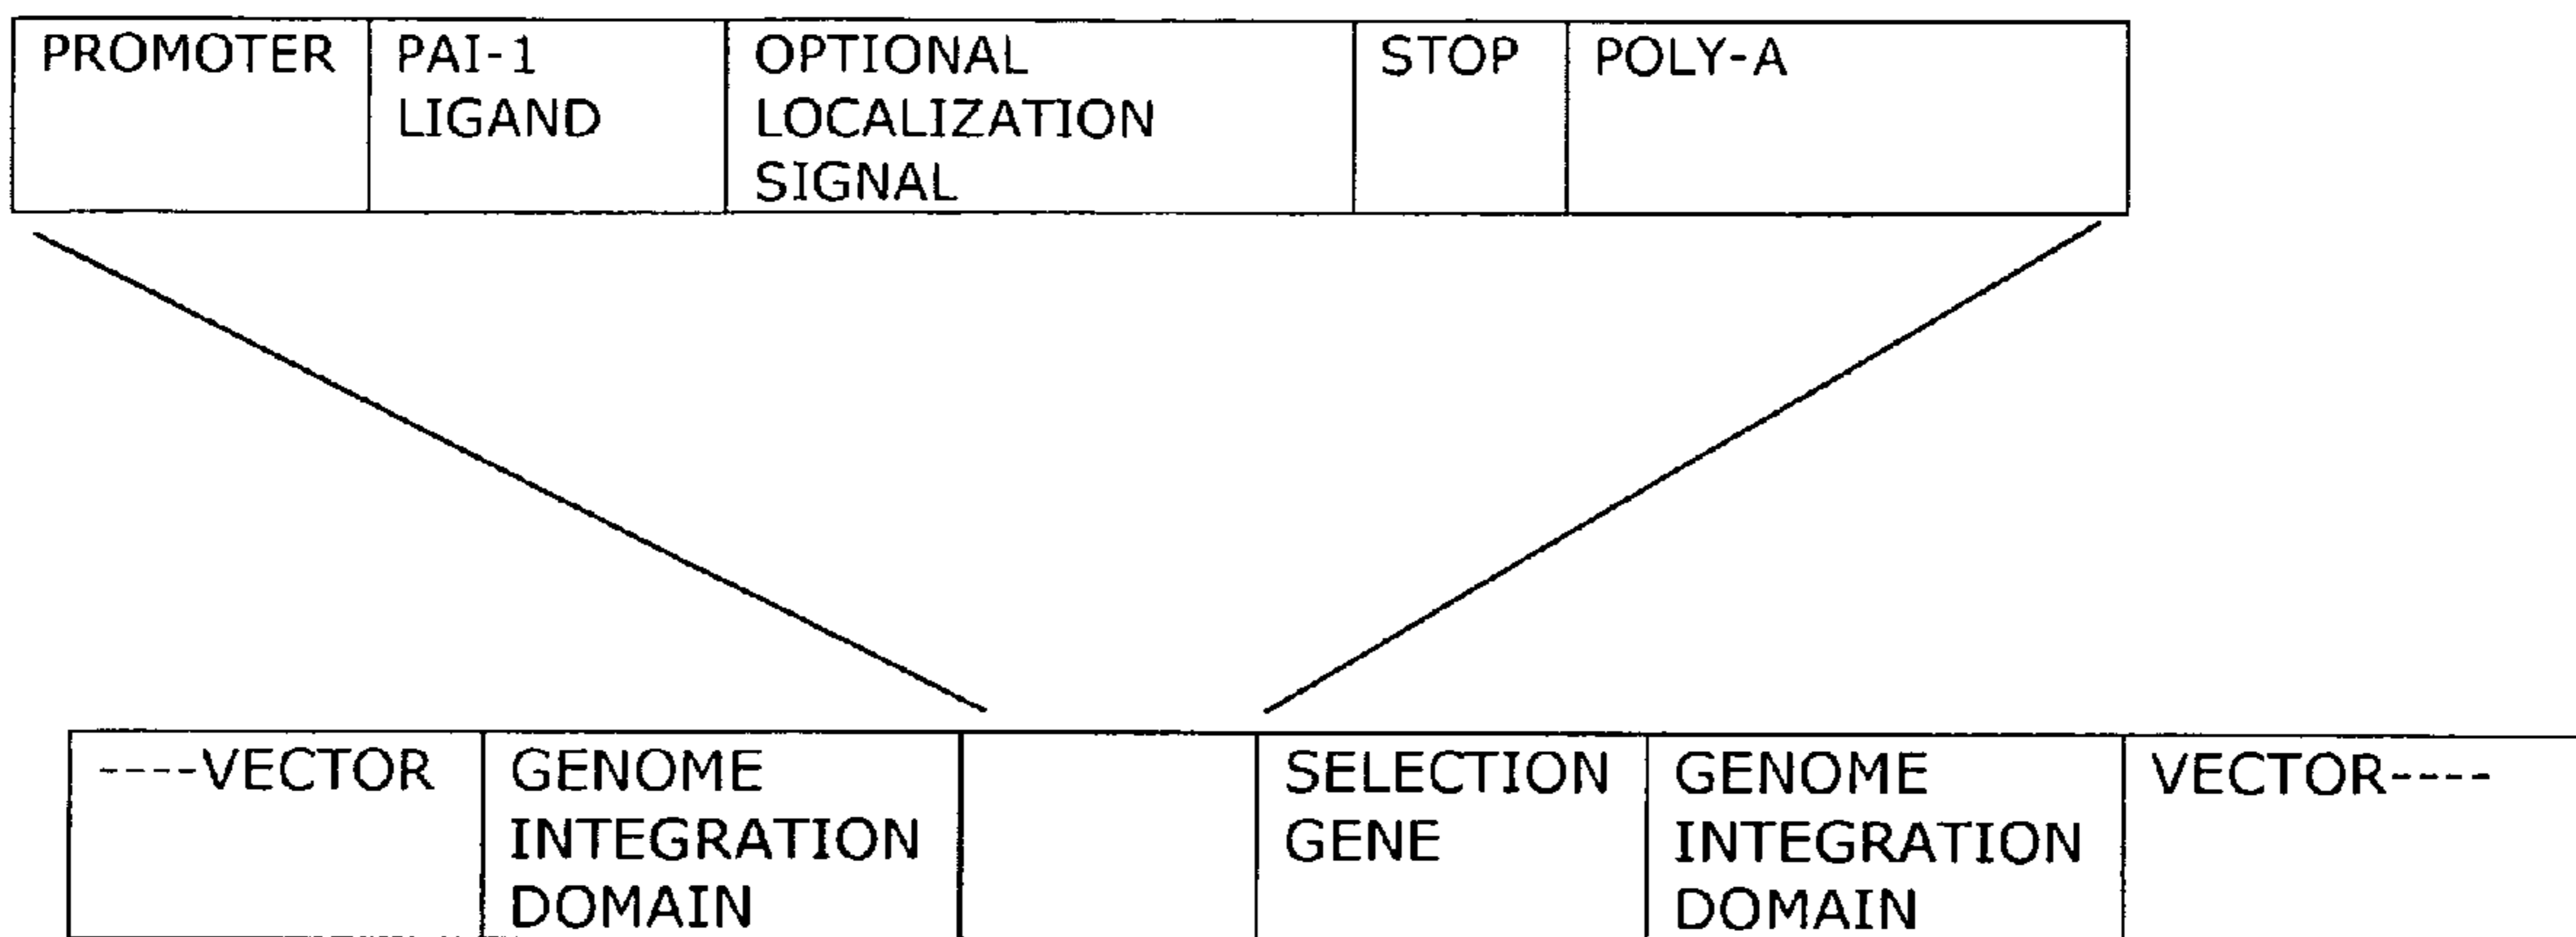 PROMOTER
PAI-1
LIGAND
OPTIONAL
LOCALIZATION
SIGNAL
STOP
POLY-A
----VECTOR
GENOME
INTEGRATION
DOMAIN
SELECTION
GENE
GENOME
INTEGRATION
DOMAIN
VECTOR----